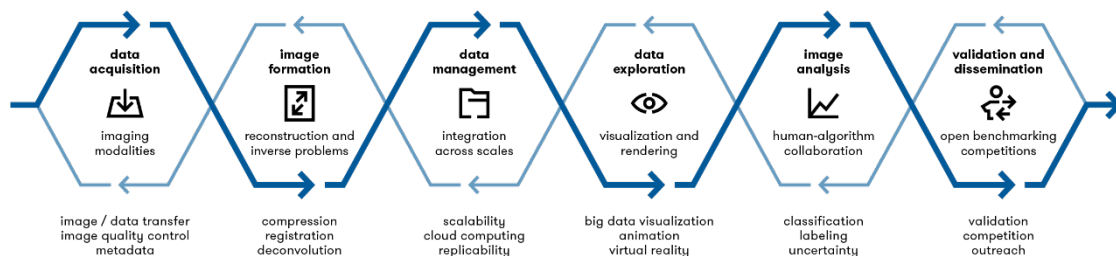 data
acquisition
imaging
modalities
image / data transfer
image quality control
metadata
image
formation
reconstruction and
inverse problems
compression
registration
deconvolution
data
management
integration
across scales
scalability
cloud computing
replicability
data
exploration
visualization and
rendering
big data visualization
animation
virtual reality
image
analysis
human-algorithm
collaboration
classification
labeling
uncertainty
validation and
dissemination
open benchmarking
competitions
validation
competition
outreach